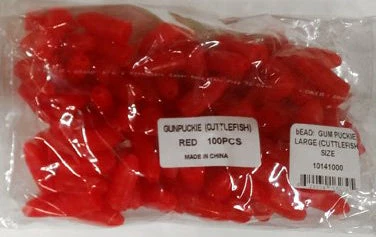 GUNPUCKIE (CUTTLEFISH)
RED 100PCS
MADE IN CHINA
bEAD: GUM PUCKIE
LARGE (CUTTLEFISH
SIZE
10141000